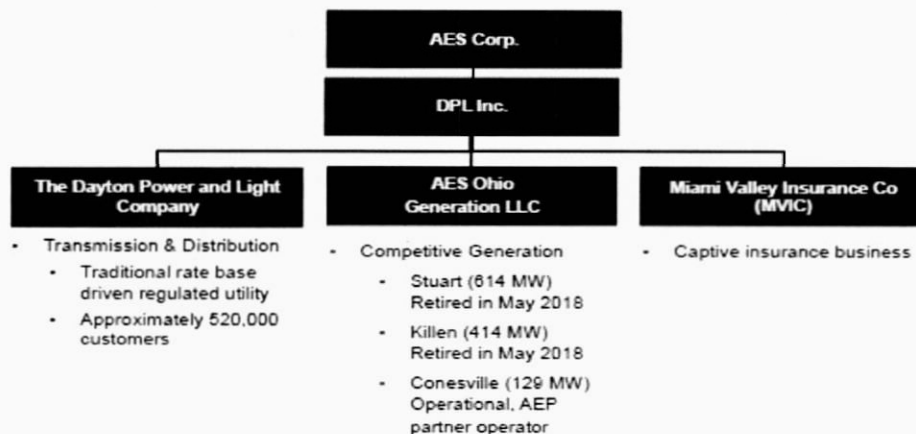 AES Corp.
DPL Inc.
The Dayton Power and Light
Company
• Transmission & Distribution
• Traditional rate base
driven regulated utility
• Approximately 520,000
customers
AES Ohio
Generation LLC
• Competitive Generation
• Stuart (614 MW)
Retired in May 2018
• Killen (414 MW)
Retired in May 2018
• Conesville (129 MW)
Operational, AEP
partner operator
Miami Valley Insurance Co
(MVIC)
• Captive insurance business